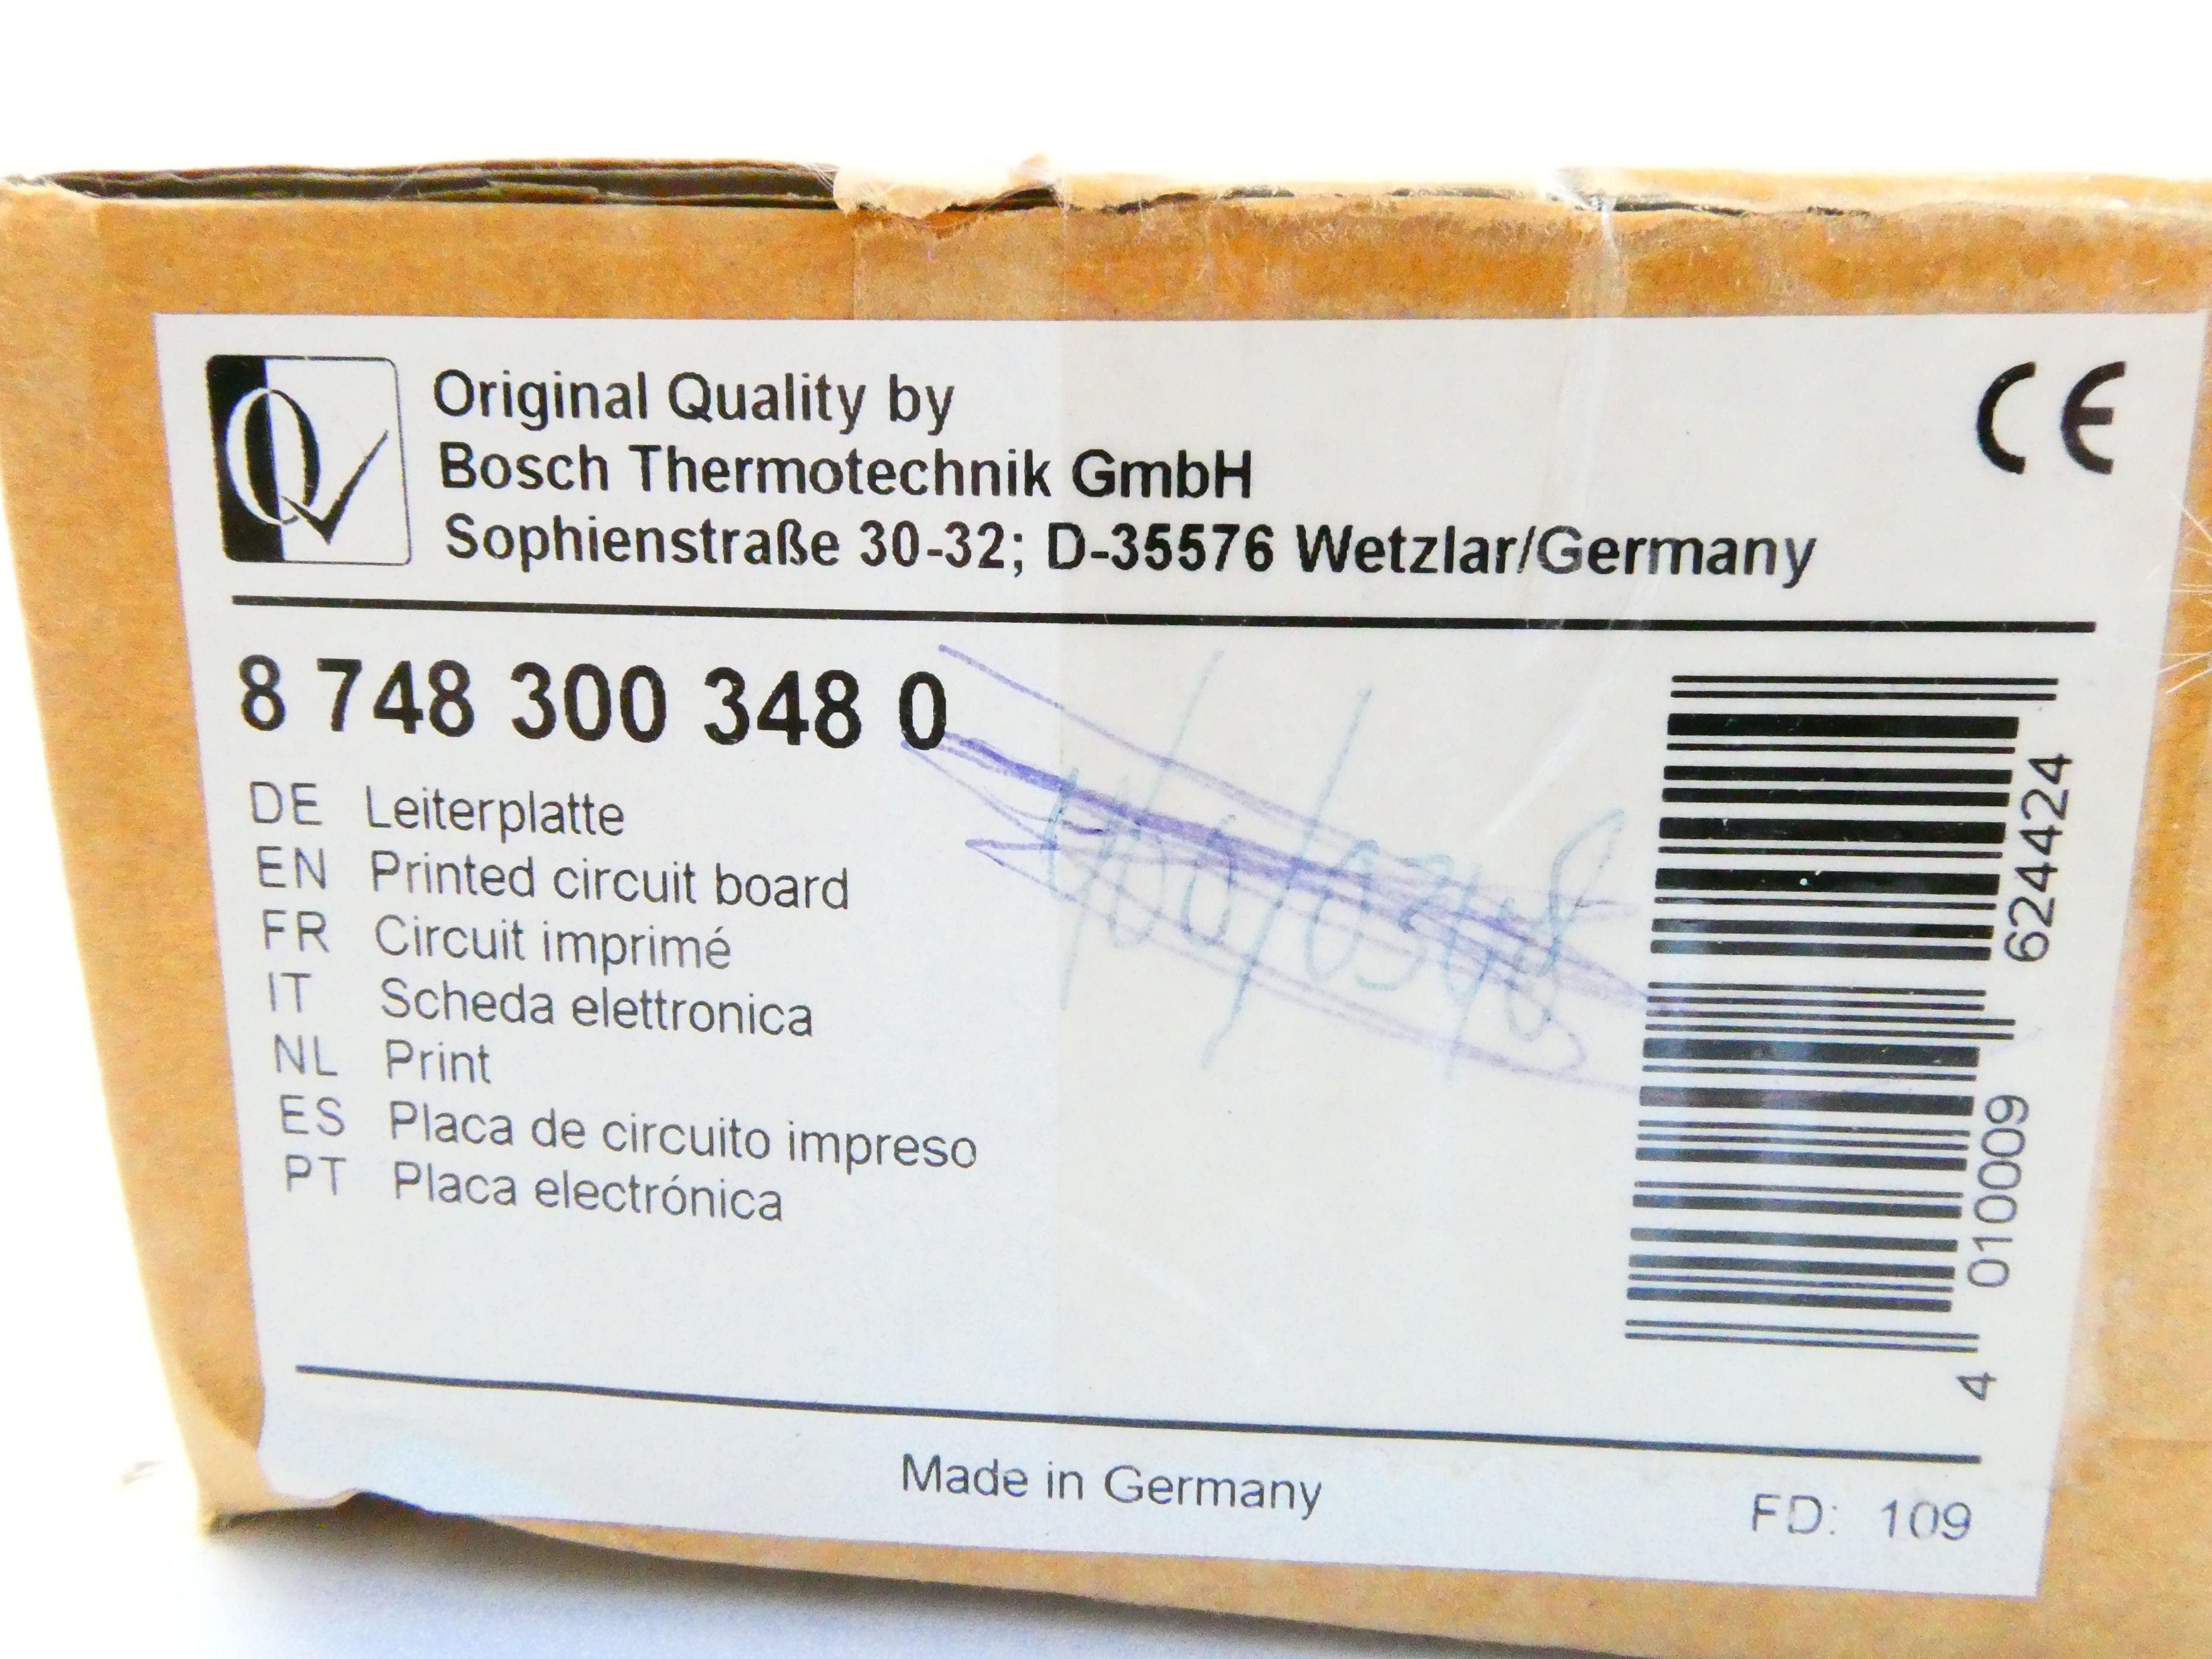 Original Quality by
Bosch Thermotechnik GmbH
Sophienstraße 30-32; D-35576 Wetzlar/Germany
CE
8 748 300 348 0
DE Leiterplatte
EN Printed circuit board
FR Circuit imprimé
IT Scheda elettronica
NL Print
ES Placa de circuito impreso
PT Placa electrónica
4 010009 624424
Made in Germany
FD: 109